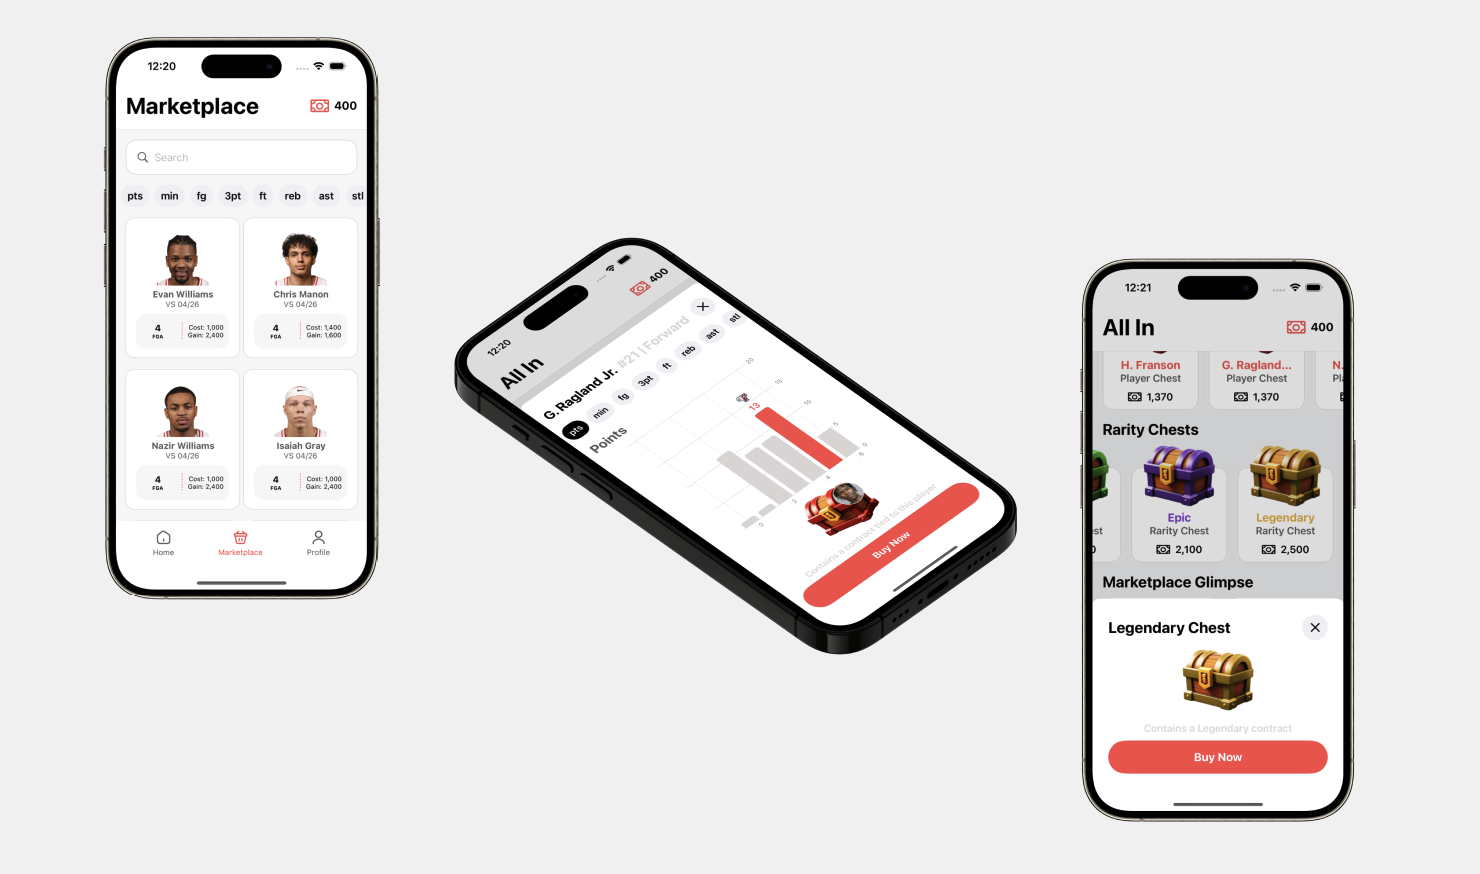 12:20
Marketplace
400
Search
pts min fg 3pt ft reb ast stl
Evan Williams
VS 04/26
4
FGA
Cost: 1,000
Gain: 2,400
Chris Manon
VS 04/26
4
FGA
Cost: 1,400
Gain: 1,600
Nazir Williams
VS 04/26
4
FGA
Cost: 1,000
Gain: 2,400
Isaiah Gray
VS 04/26
4
FGA
Cost: 1,000
Gain: 2,400
Home
Marketplace
Profile
12:20
All In
400
G. Ragland Jr. #21 | Forward
pts min fg 3pt ft reb ast stl
Points
20
15
10
5
0
13
0
2
4
6
Contains a contract tied to this player
Buy Now
12:21
All In
400
H. Franson
Player Chest
1,370
G. Ragland...
Player Chest
1,370
N.
Pl
Rarity Chests
est
0
Epic
Rarity Chest
2,100
Legendary
Rarity Chest
2,500
Marketplace Glimpse
Legendary Chest
Contains a Legendary contract
Buy Now